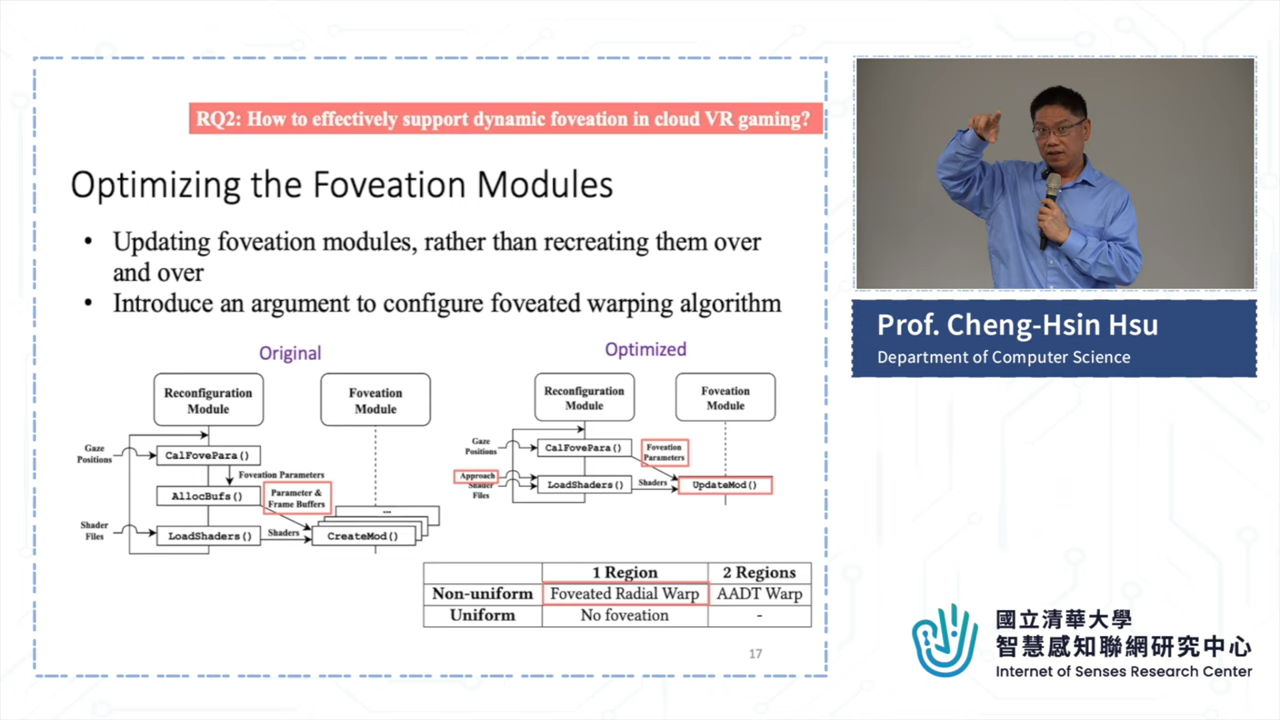 RQ2: How to effectively support dynamic foveation in cloud VR gaming?
Optimizing the Foveation Modules
• Updating foveation modules, rather than recreating them over
and over
• Introduce an argument to configure foveated warping algorithm
Original
Reconfiguration
Module
Foveation
Module
Gaze
Positions
CalFovePara()
Foveation Parameters
AllocBufs()
Parameter &
Frame Buffers
...
Shader
Files
LoadShaders()
Shaders
CreateMod()
Optimized
Reconfiguration
Module
Foveation
Module
Gaze
Positions
CalFovePara()
Foveation
Parameters
Approach
Shader
Files
LoadShaders()
Shaders
UpdateMod()
1 Region 2 Regions
Non-uniform Foveated Radial Warp AADT Warp
Uniform No foveation -
17
Prof. Cheng-Hsin Hsu
Department of Computer Science
國立清華大學
智慧感知聯網研究中心
Internet of Senses Research Center